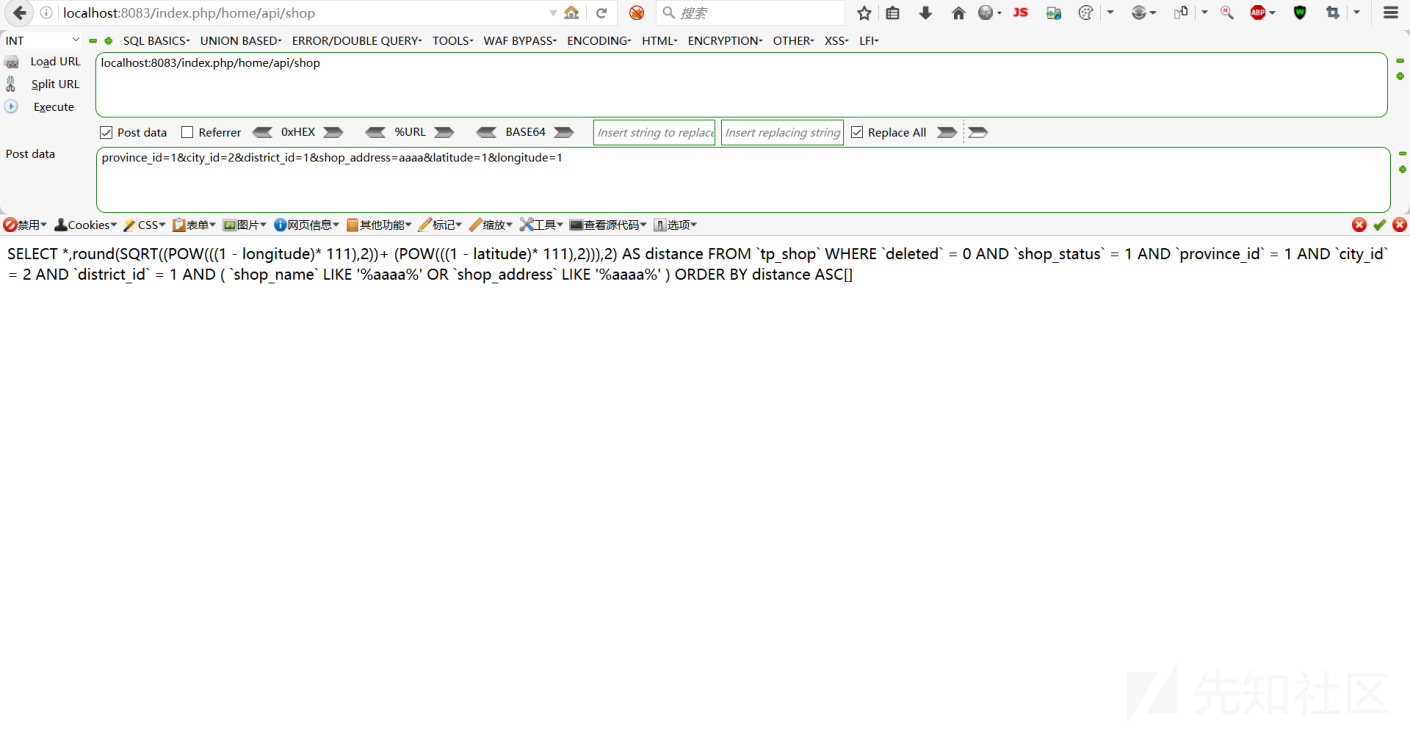 localhost:8083/index.php/home/api/shop
搜索
JS
ABP
W
INT
SQL BASICS
UNION BASED
ERROR/DOUBLE QUERY
TOOLS
WAF BYPASS
ENCODING
HTML
ENCRYPTION
OTHER
XSS
LFI
Load URL
localhost:8083/index.php/home/api/shop
Split URL
Execute
Post data
Referrer
0xHEX
%URL
BASE64
Insert string to replace
Insert replacing string
Replace All
Post data
province_id=1&city_id=2&district_id=1&shop_address=aaaa&latitude=1&longitude=1
禁用
Cookies
CSS
表单
图片
网页信息
其他功能
标记
缩放
工具
查看源代码
选项
SELECT *,round(SQRT((POW(((1 - longitude)* 111),2))+ (POW(((1 - latitude)* 111),2))),2) AS distance FROM `tp_shop` WHERE `deleted` = 0 AND `shop_status` = 1 AND `province_id` = 1 AND `city_id`
= 2 AND `district_id` = 1 AND ( `shop_name` LIKE '%aaaa%' OR `shop_address` LIKE '%aaaa%' ) ORDER BY distance ASC[]
先知社区